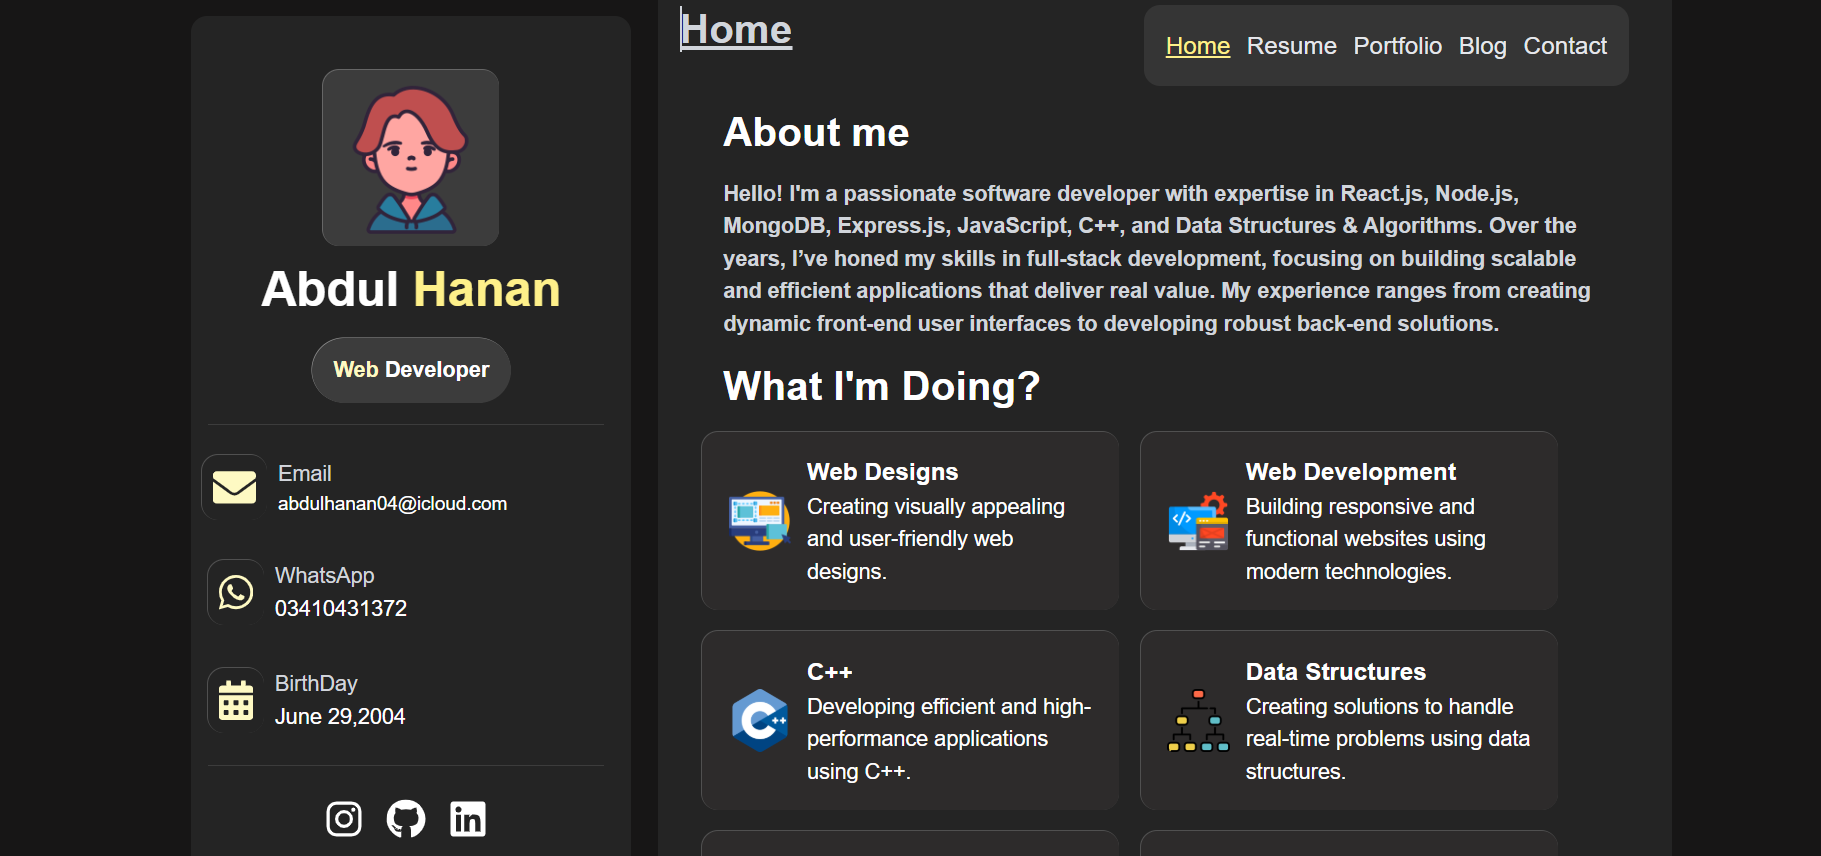 Abdul Hanan
Web Developer
Email
abdulhanan04@icloud.com
WhatsApp
03410431372
BirthDay
June 29,2004
Home
Home Resume Portfolio Blog Contact
About me
Hello! I'm a passionate software developer with expertise in React.js, Node.js,
MongoDB, Express.js, JavaScript, C++, and Data Structures & Algorithms. Over the
years, I’ve honed my skills in full-stack development, focusing on building scalable
and efficient applications that deliver real value. My experience ranges from creating
dynamic front-end user interfaces to developing robust back-end solutions.
What I'm Doing?
Web Designs
Creating visually appealing
and user-friendly web
designs.
Web Development
Building responsive and
functional websites using
modern technologies.
C++
Developing efficient and high-
performance applications
using C++.
Data Structures
Creating solutions to handle
real-time problems using data
structures.